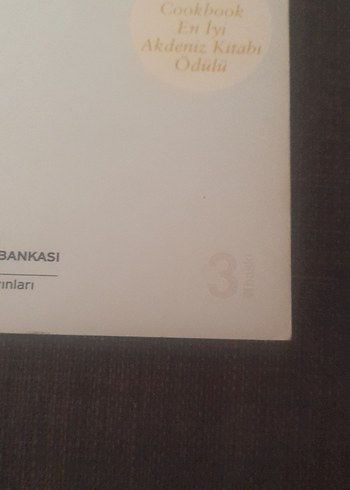 Cookbook
En İyi
Akdeniz Kitabı
Ödülü
BANKASI
ınları
3